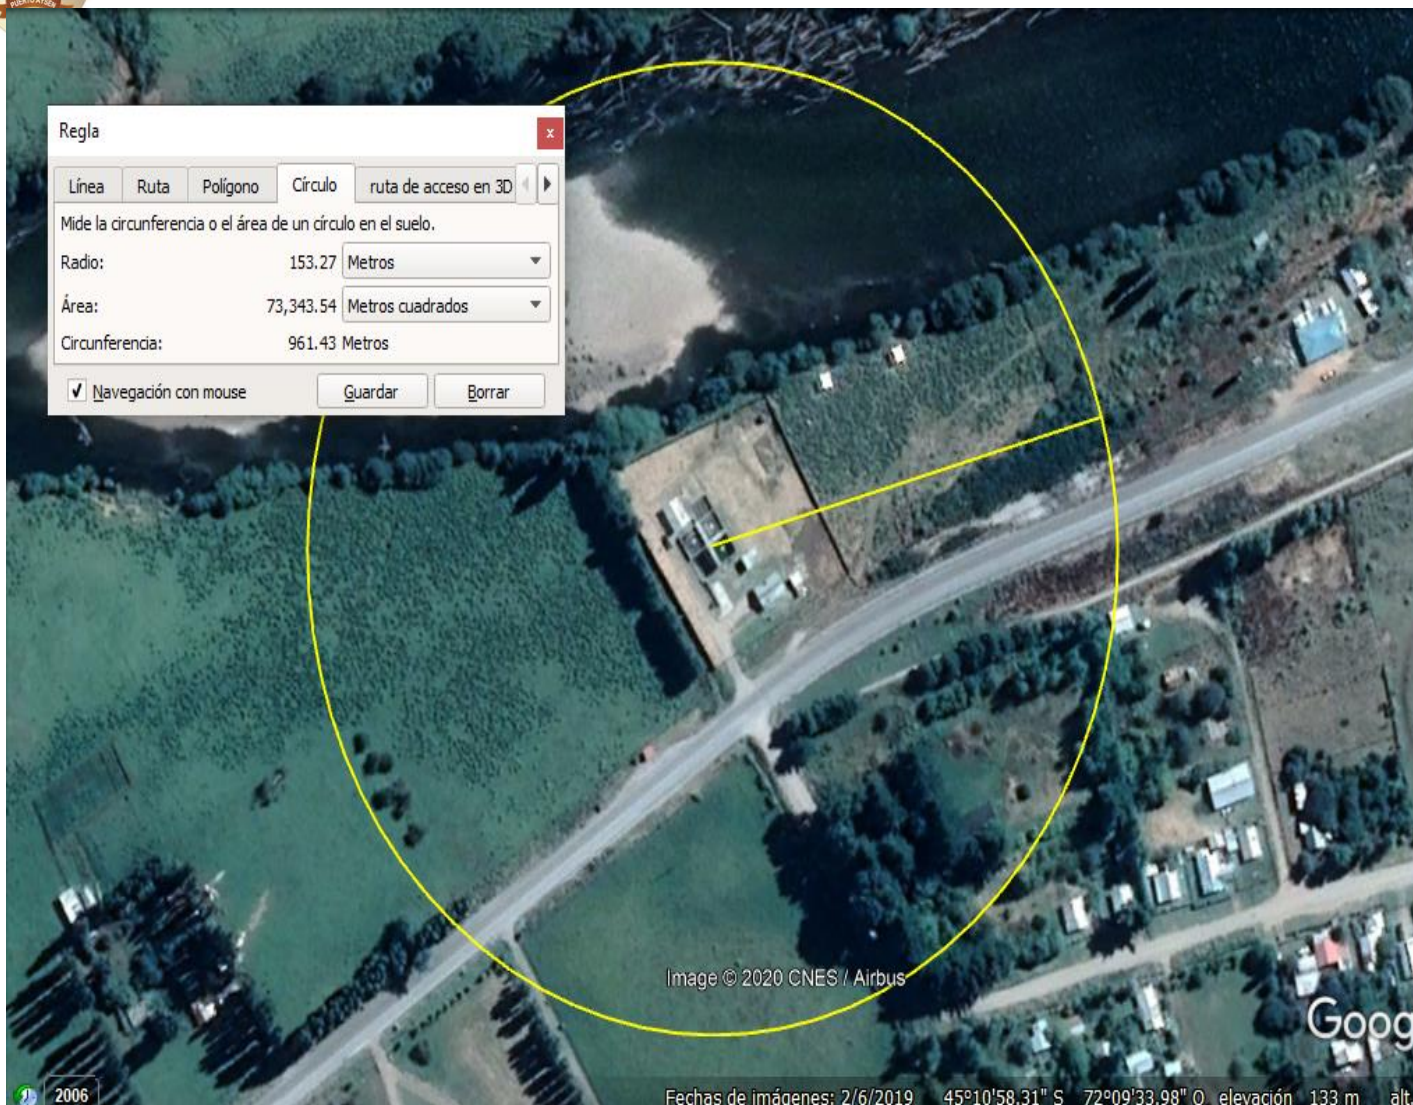 PUERTO AYSEN
Regla
x
Línea Ruta Polígono Círculo ruta de acceso en 3D
Mide la circunferencia o el área de un círculo en el suelo.
Radio: 153.27 Metros
Área: 73,343.54 Metros cuadrados
Circunferencia: 961.43 Metros
Navegación con mouse Guardar Borrar
Image © 2020 CNES / Airbus
Goog
2006
Fechas de imágenes: 2/6/2019 45°10'58.31" S 72°09'33.98" O elevación 133 m alt.